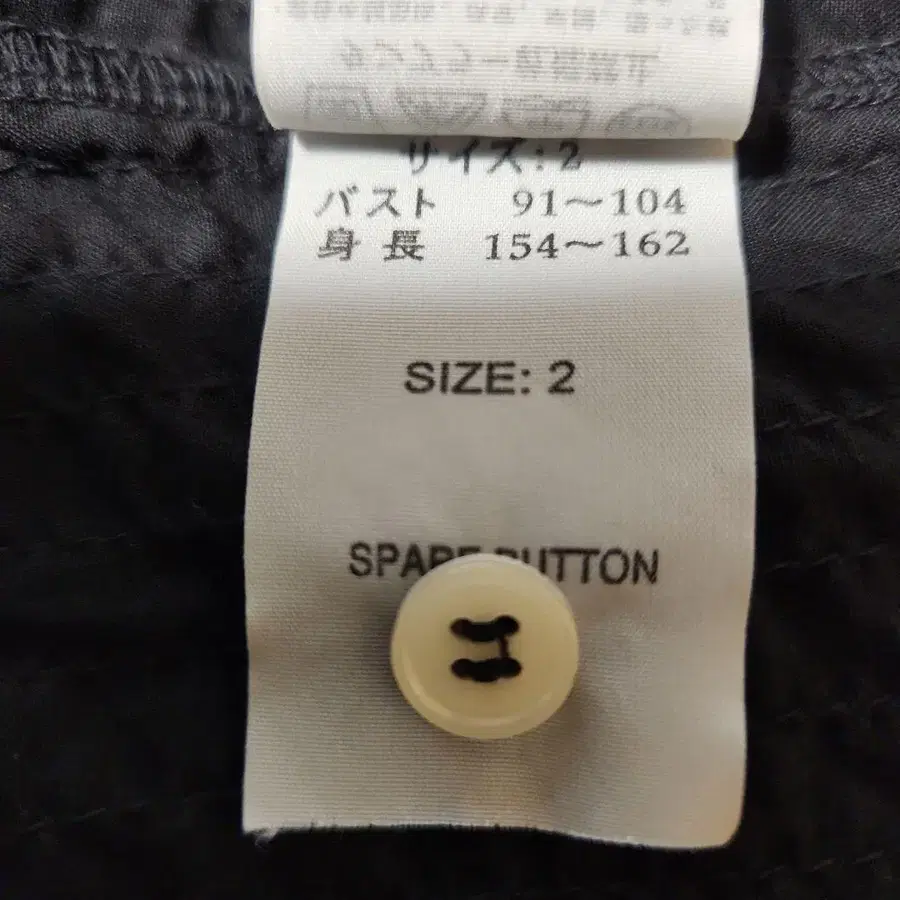 サイズ:2
バスト 91〜104
身長 154〜162
SIZE: 2
SPARE BUTTON